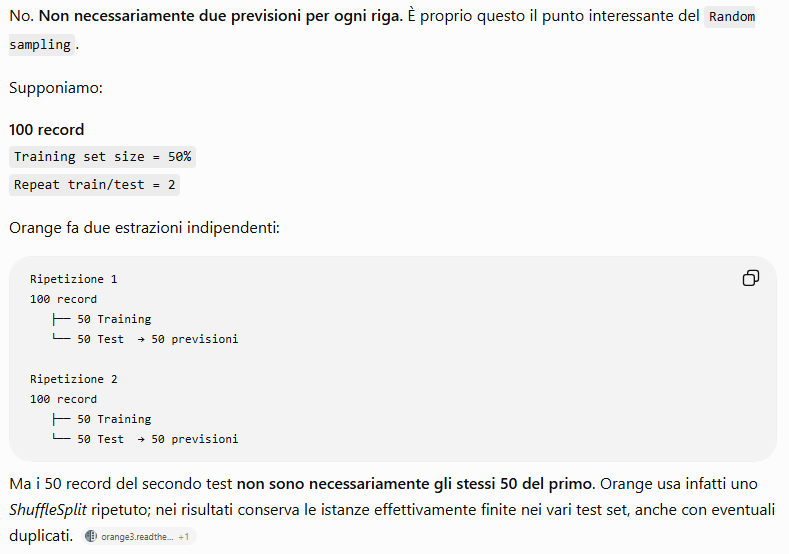 No. Non necessariamente due previsioni per ogni riga. È proprio questo il punto interessante del Random
sampling.
Supponiamo:
100 record
Training set size = 50%
Repeat train/test = 2
Orange fa due estrazioni indipendenti:
Ripetizione 1
100 record
├── 50 Training
└── 50 Test → 50 previsioni
Ripetizione 2
100 record
├── 50 Training
└── 50 Test → 50 previsioni
Ma i 50 record del secondo test non sono necessariamente gli stessi 50 del primo. Orange usa infatti uno
ShuffleSplit ripetuto; nei risultati conserva le istanze effettivamente finite nei vari test set, anche con eventuali
duplicati. orange3.readthe... +1